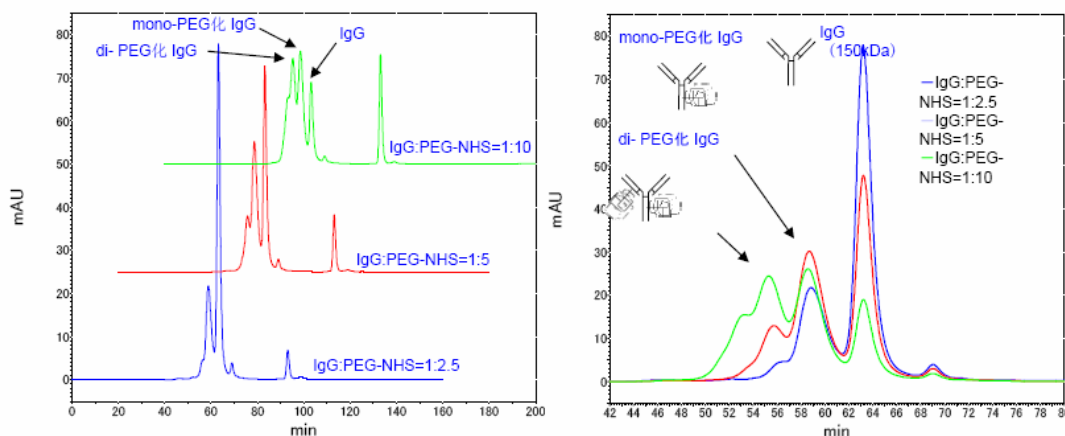 80
70
60
50
40
30
20
10
0
mAU
mono-PEG化 IgG
IgG
di- PEG化 IgG
IgG:PEG-NHS=1:10
IgG:PEG-NHS=1:5
IgG:PEG-NHS=1:2.5
0 20 40 60 80 100 120 140 160 180 200
min
80
70
60
50
40
30
20
10
0
mAU
mono-PEG化 IgG
IgG
(150kDa)
di- PEG化 IgG
IgG:PEG-
NHS=1:2.5
IgG:PEG-
NHS=1:5
IgG:PEG-
NHS=1:10
42 44 46 48 50 52 54 56 58 60 62 64 66 68 70 72 74 76 78 80
min